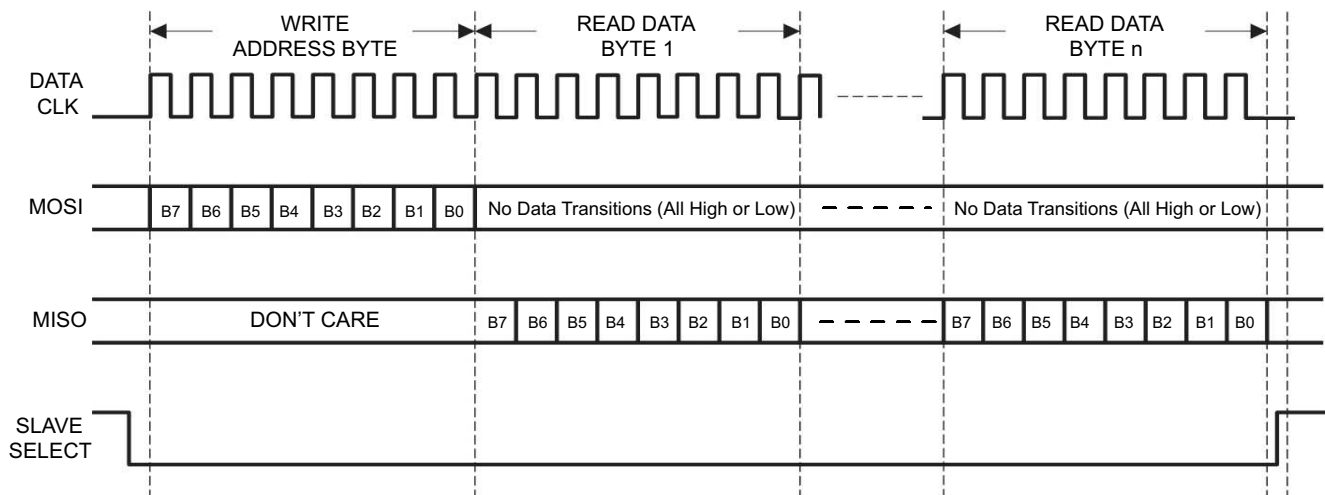 WRITE
ADDRESS BYTE
READ DATA
BYTE 1
READ DATA
BYTE n
DATA
CLK
MOSI
B7 B6 B5 B4 B3 B2 B1 B0 No Data Transitions (All High or Low) No Data Transitions (All High or Low)
MISO
DON'T CARE B7 B6 B5 B4 B3 B2 B1 B0 B7 B6 B5 B4 B3 B2 B1 B0
SLAVE
SELECT